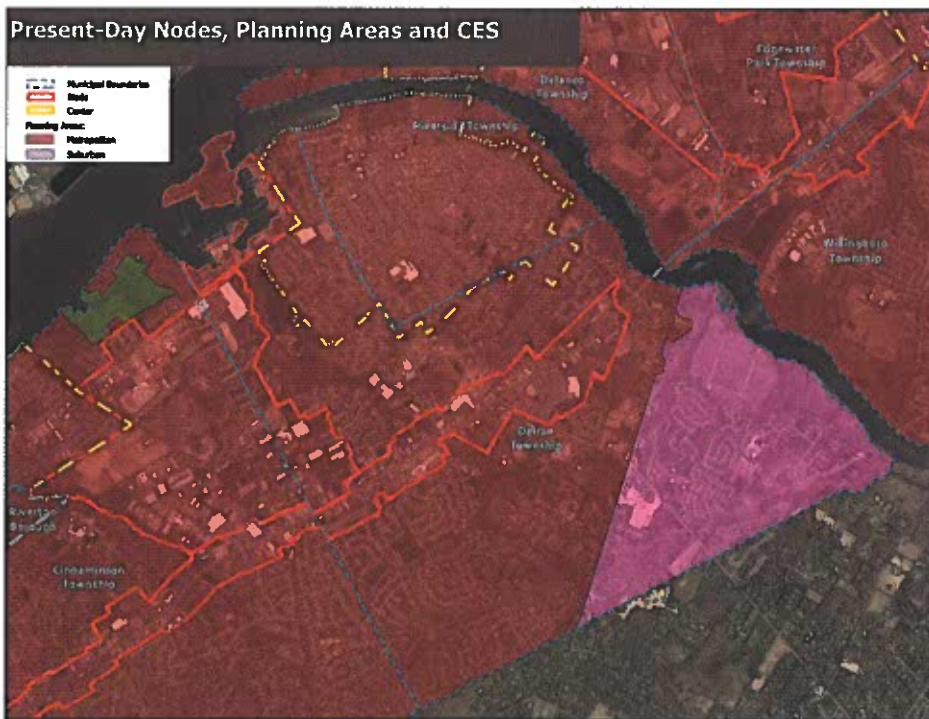 Present-Day Nodes, Planning Areas and CES
Municipal Boundaries
Node
Center
Planning Areas:
Metropolitan
Suburban
Edgewater
Park Township
Delanco
Township
Riverside Township
Willingboro
Township
Delran
Township
Riverton
Borough
Cinnaminson
Township